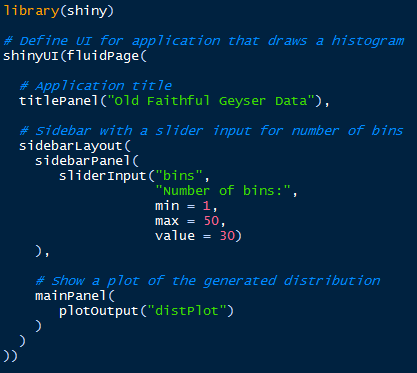 library(shiny)
# Define UI for application that draws a histogram
shinyUI(fluidPage(
  # Application title
  titlePanel("Old Faithful Geyser Data"),
  # Sidebar with a slider input for number of bins
  sidebarLayout(
    sidebarPanel(
       sliderInput("bins",
                   "Number of bins:",
                   min = 1,
                   max = 50,
                   value = 30)
    ),
    # Show a plot of the generated distribution
    mainPanel(
       plotOutput("distPlot")
    )
  )
))